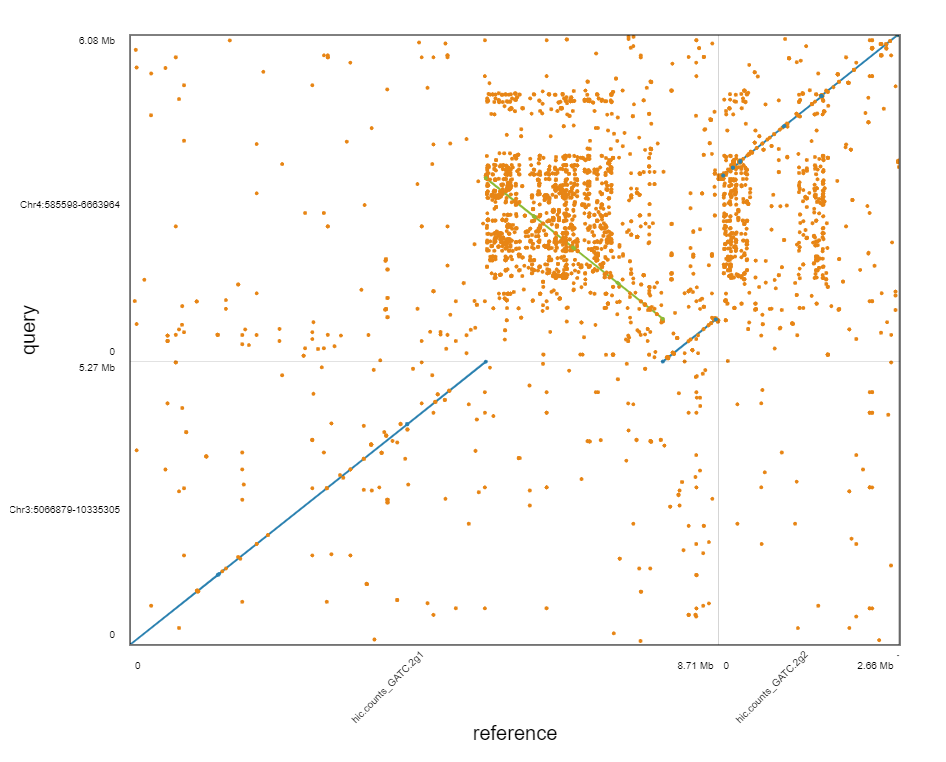 6.08 Mb
Chr4:585598-6663964
query
0
5.27 Mb
Chr3:5066879-10335305
0
0
8.71 Mb
0
2.66 Mb
-
hic.counts_GATC.2g1
hic.counts_GATC.2g2
reference